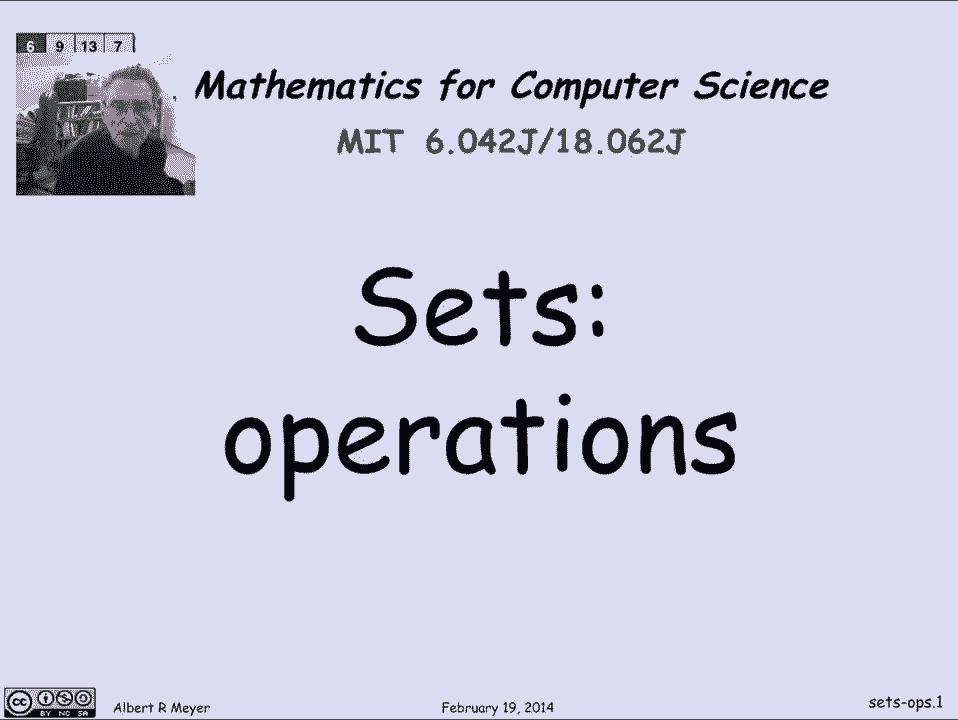 6 9 13 7
Mathematics for Computer Science
MIT 6.042J/18.062J
Sets:
operations
cc BY NC SA
Albert R Meyer
February 19, 2014
sets-ops.1